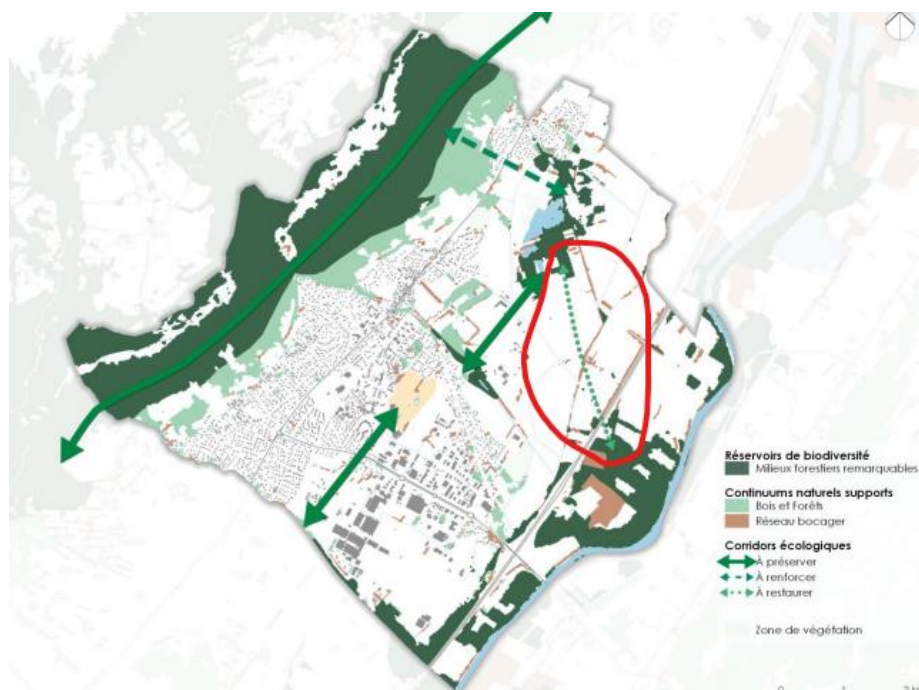 Réservoirs de biodiversité
Milieux forestiers remarquables
Continuums naturels supports
Bois et Forêts
Réseau bocager
Corridors écologiques
À préserver
À renforcer
À restaurer
Zone de végétation